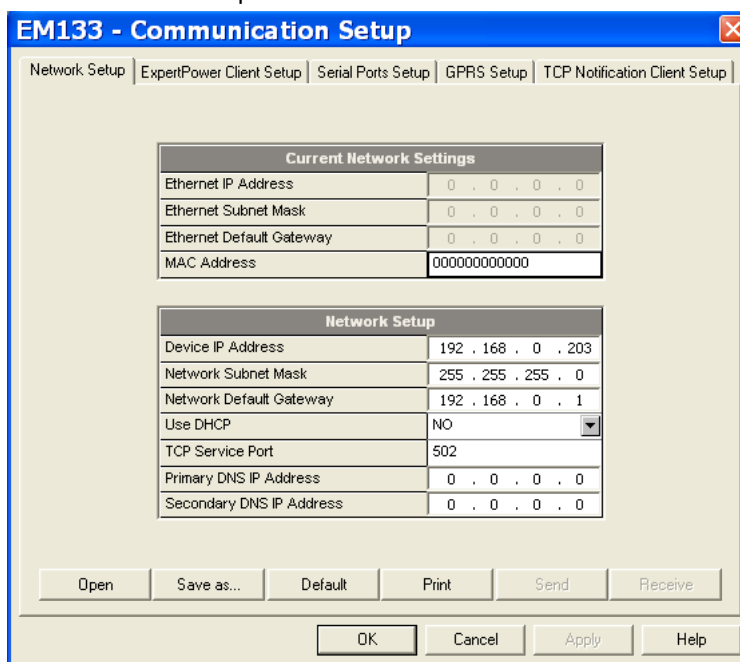 EM133 - Communication Setup
Network Setup ExpertPower Client Setup Serial Ports Setup GPRS Setup TCP Notification Client Setup
Current Network Settings
Ethernet IP Address 0 . 0 . 0 . 0
Ethernet Subnet Mask 0 . 0 . 0 . 0
Ethernet Default Gateway 0 . 0 . 0 . 0
MAC Address 000000000000
Network Setup
Device IP Address 192 . 168 . 0 . 203
Network Subnet Mask 255 . 255 . 255 . 0
Network Default Gateway 192 . 168 . 0 . 1
Use DHCP NO
TCP Service Port 502
Primary DNS IP Address 0 . 0 . 0 . 0
Secondary DNS IP Address 0 . 0 . 0 . 0
Open Save as... Default Print Send Receive
OK Cancel Apply Help